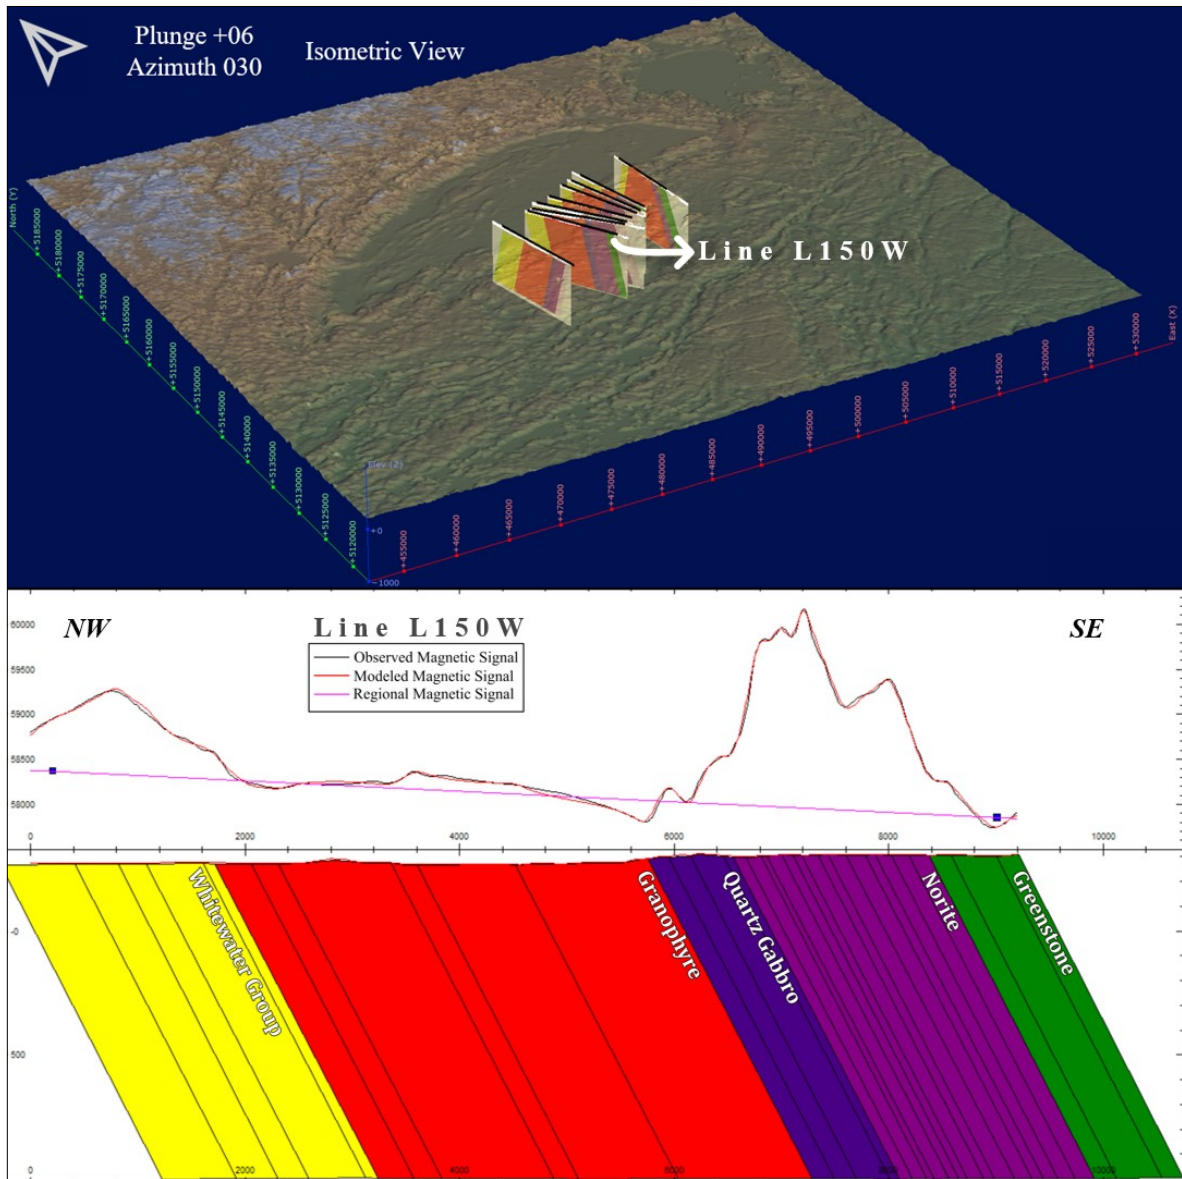 Plunge +06
Azimuth 030
Isometric View
North (Y)
+5185000
+5180000
+5175000
+5170000
+5165000
+5160000
+5155000
+5150000
+5145000
+5140000
+5135000
+5130000
+5125000
+5120000
Line L150W
East (X)
+530000
+525000
+520000
+515000
+510000
+505000
+500000
+495000
+490000
+485000
+480000
+475000
+470000
+465000
+460000
+455000
Elev (Z)
+0
-1000
NW
Line L150W
SE
Observed Magnetic Signal
Modeled Magnetic Signal
Regional Magnetic Signal
60000
59500
59000
58500
58000
0 2000 4000 6000 8000 10000
Whitewater Group
Granophyre
Quartz Gabbro
Norite
Greenstone
-0
500
0 2000 4000 6000 8000 10000